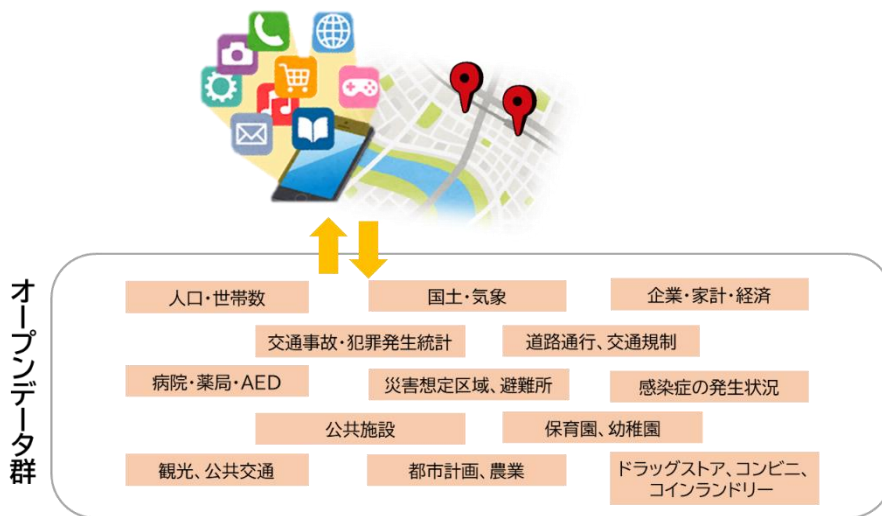 オープンデータ群
人口・世帯数
国土・気象
企業・家計・経済
交通事故・犯罪発生統計
道路通行、交通規制
病院・薬局・AED
災害想定区域、避難所
感染症の発生状況
公共施設
保育園、幼稚園
観光、公共交通
都市計画、農業
ドラッグストア、コンビニ、
コインランドリー